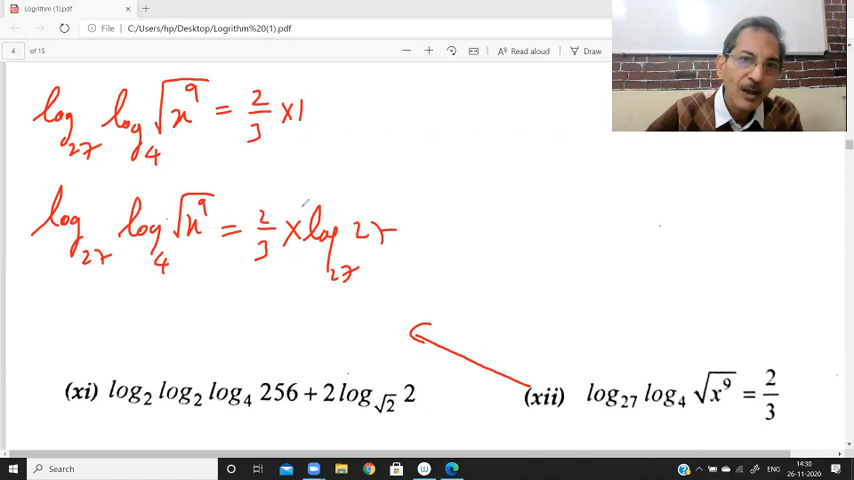 Logrithm (1).pdf
File C:/Users/hp/Desktop/Logrithm%20(1).pdf
4 of 15 Read aloud Draw
log₂₇ log₄ √x⁹ = 2/3 ×1
log₂₇ log₄ √x⁹ = 2/3 × log₂₇ 27
(xi) log₂ log₂ log₄ 256 + 2 log_√2 2 (xii) log₂₇ log₄ √x⁹ = 2/3
Search ENG 14:30
26-11-2020